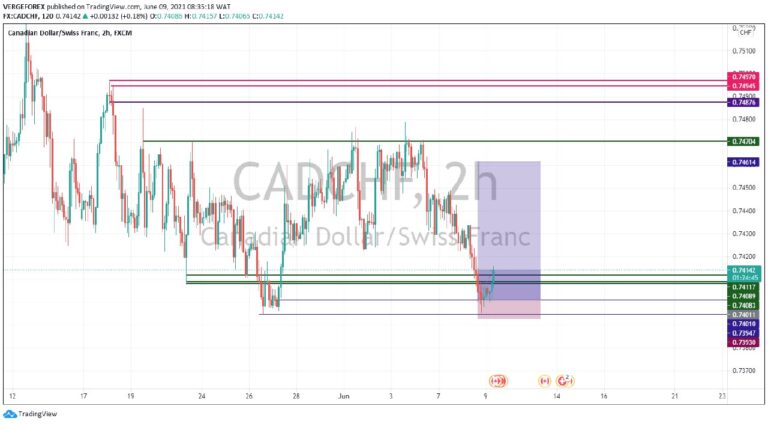 VERGEFOREX published on TradingView.com, June 09, 2021 08:35:18 WAT
FX:CADCHF, 120 0.74142 ▲ +0.00132 (+0.18%) O:0.74086 H:0.74157 L:0.74065 C:0.74142
Canadian Dollar/Swiss Franc, 2h, FXCM
CHF
0.75100
0.74970
0.74945
0.74900
0.74876
0.74800
0.74704
0.74614
CADCHF, 2h
0.74500
Canadian Dollar/Swiss Franc
0.74400
0.74300
0.74200
0.74142
01:24:45
0.74117
0.74089
0.74083
0.74011
0.74010
0.73947
0.73930
0.73700
12 17 19 24 26 28 Jun 3 7 9 14 16 21 23
TradingView